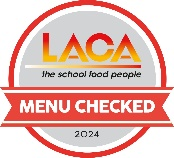 LACA
the school food people
MENU CHECKED
2024